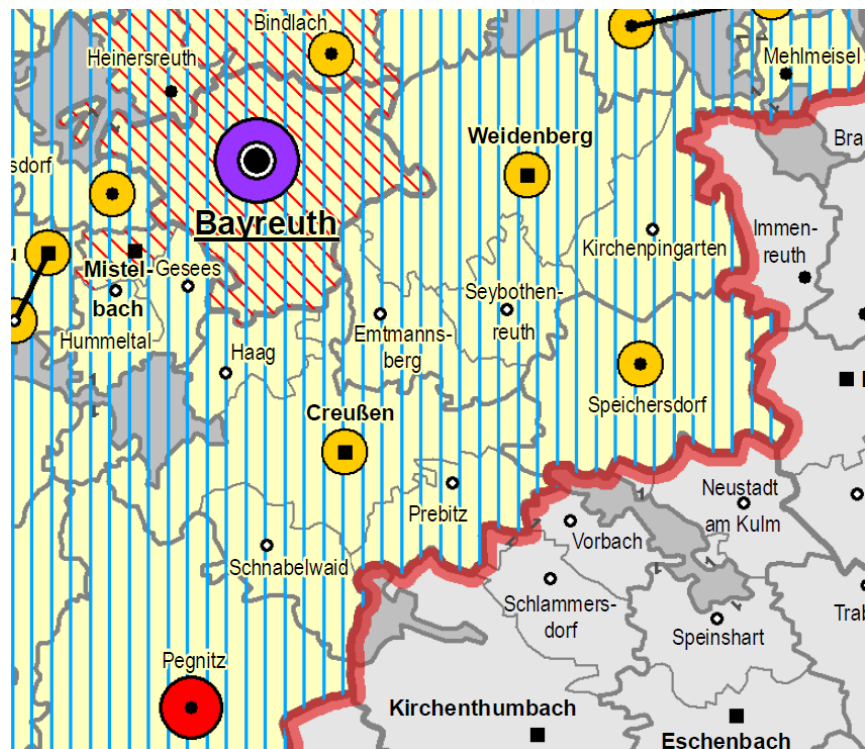 Bindlach
Heinersreuth
Mehlmeisel
Weidenberg
Bra
sdorf
Bayreuth
Kirchenpingarten
Immen-
reuth
Mistel-
bach
Gesees
Seybothen-
reuth
Hummeltal
Emtmanns-
berg
Haag
Creußen
Speichersdorf
Prebitz
Neustadt
am Kulm
Vorbach
Schnabelwaid
Schlammers-
dorf
Speinshart
Trab
Pegnitz
Kirchenthumbach
Eschenbach